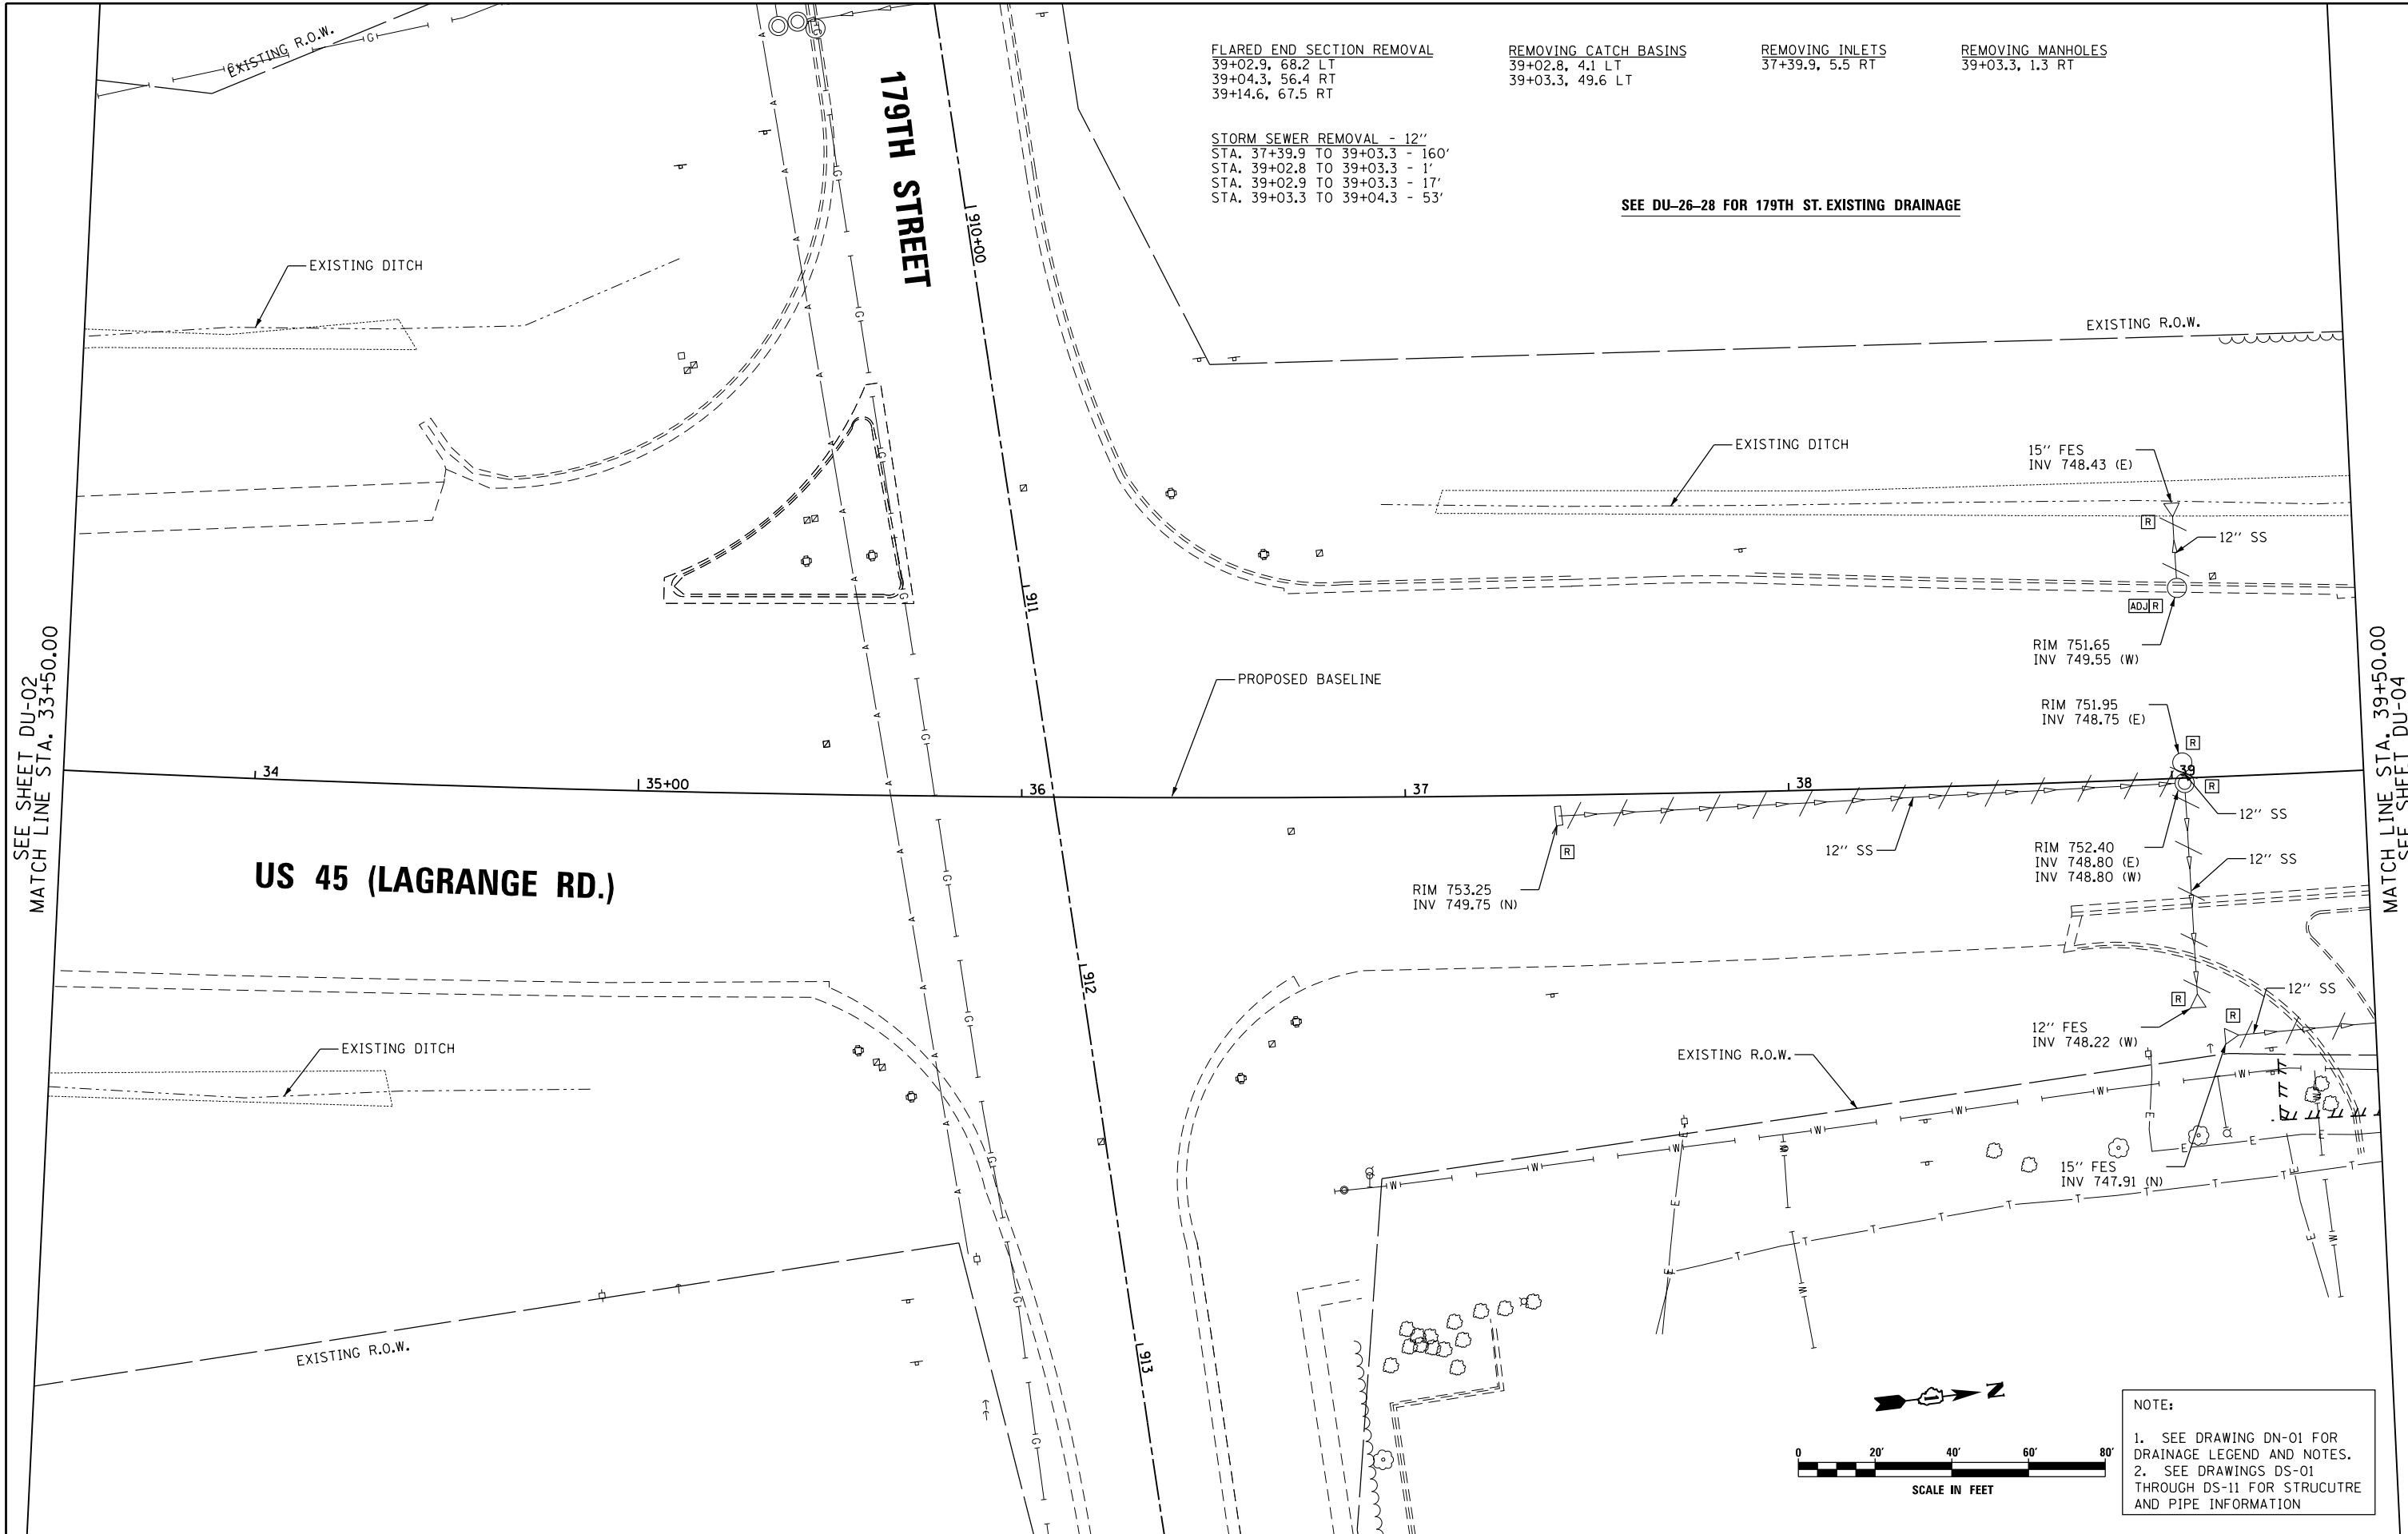 EXISTING R.O.W.
FLARED END SECTION REMOVAL
39+02.9, 68.2 LT
39+04.3, 56.4 RT
39+14.6, 67.5 RT
REMOVING CATCH BASINS
39+02.8, 4.1 LT
39+03.3, 49.6 LT
REMOVING INLETS
37+39.9, 5.5 RT
REMOVING MANHOLES
39+03.3, 1.3 RT
STORM SEWER REMOVAL - 12''
STA. 37+39.9 TO 39+03.3 - 160'
STA. 39+02.8 TO 39+03.3 - 1'
STA. 39+02.9 TO 39+03.3 - 17'
STA. 39+03.3 TO 39+04.3 - 53'
SEE DU-26-28 FOR 179TH ST. EXISTING DRAINAGE
179TH STREET
910+00
911
912
913
EXISTING DITCH
EXISTING R.O.W.
EXISTING DITCH
15'' FES
INV 748.43 (E)
R
12'' SS
ADJ R
RIM 751.65
INV 749.55 (W)
PROPOSED BASELINE
RIM 751.95
INV 748.75 (E)
R
SEE SHEET DU-02
MATCH LINE STA. 33+50.00
MATCH LINE STA. 39+50.00
SEE SHEET DU-04
34
35+00
36
37
38
39
R
12'' SS
US 45 (LAGRANGE RD.)
R
12'' SS
RIM 753.25
INV 749.75 (N)
RIM 752.40
INV 748.80 (E)
INV 748.80 (W)
12'' SS
12'' SS
R
R
12'' FES
INV 748.22 (W)
EXISTING DITCH
EXISTING R.O.W.
15'' FES
INV 747.91 (N)
EXISTING R.O.W.
N
0 20' 40' 60' 80'
SCALE IN FEET
NOTE:
1. SEE DRAWING DN-01 FOR
DRAINAGE LEGEND AND NOTES.
2. SEE DRAWINGS DS-01
THROUGH DS-11 FOR STRUCUTRE
AND PIPE INFORMATION